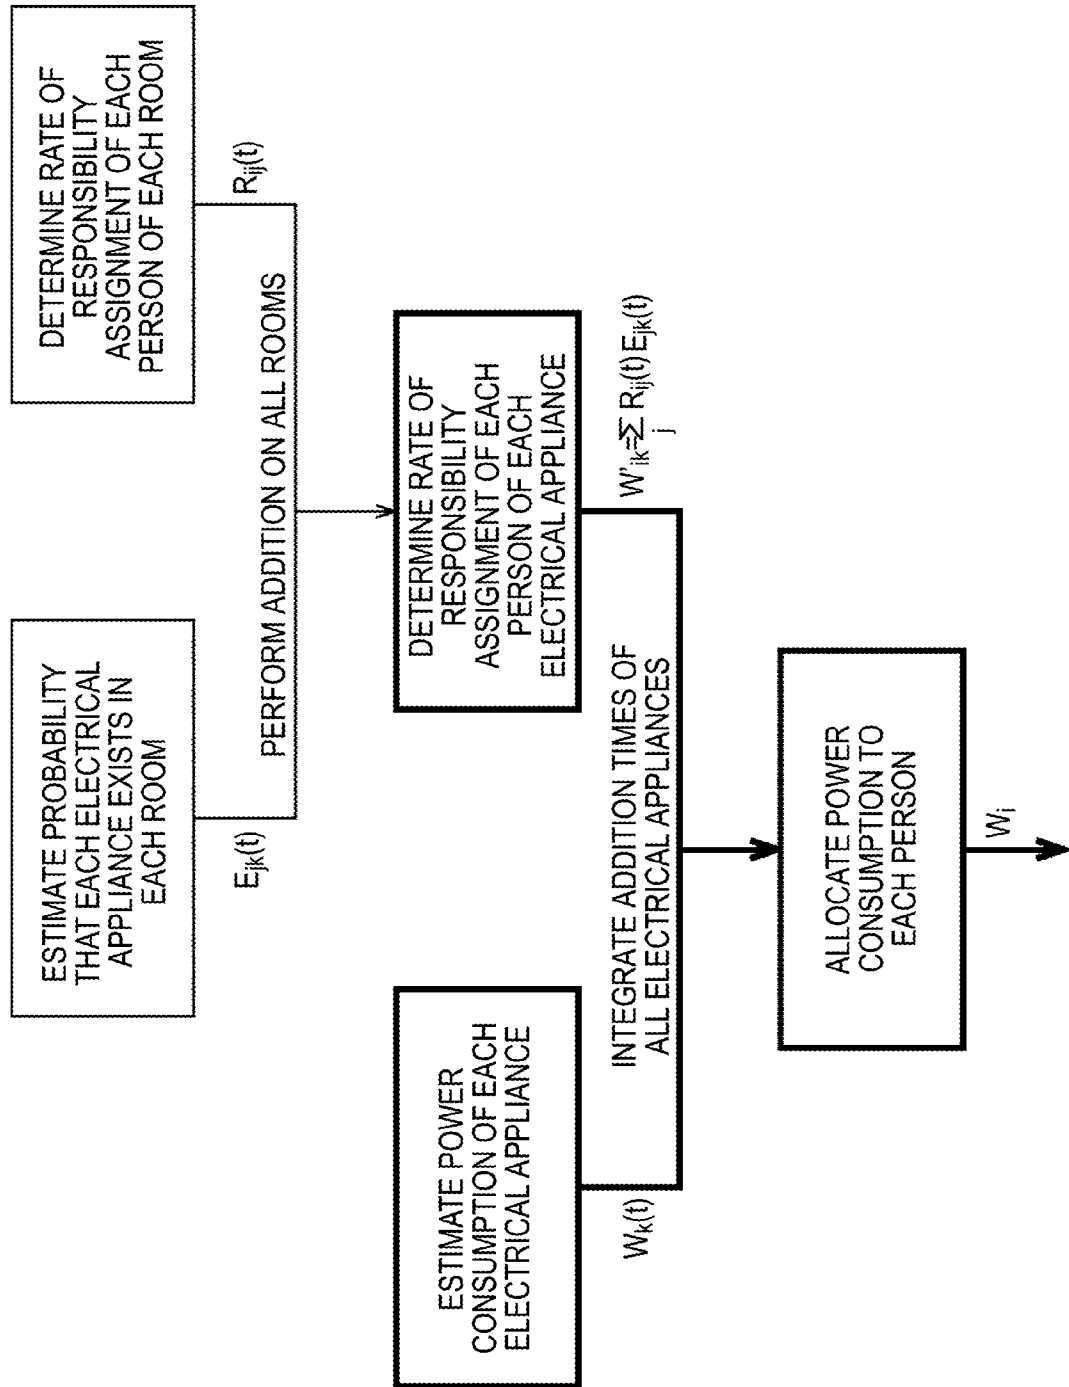 ESTIMATE PROBABILITY
THAT EACH ELECTRICAL
APPLIANCE EXISTS IN
EACH ROOM
DETERMINE RATE OF
RESPONSIBILITY
ASSIGNMENT OF EACH
PERSON OF EACH ROOM
Ejk(t)
Rij(t)
PERFORM ADDITION ON ALL ROOMS
ESTIMATE POWER
CONSUMPTION OF EACH
ELECTRICAL APPLIANCE
DETERMINE RATE OF
RESPONSIBILITY
ASSIGNMENT OF EACH
PERSON OF EACH
ELECTRICAL APPLIANCE
Wk(t)
W'ik=∑Rij(t)Ejk(t)
j
INTEGRATE ADDITION TIMES OF
ALL ELECTRICAL APPLIANCES
ALLOCATE POWER
CONSUMPTION TO
EACH PERSON
Wi